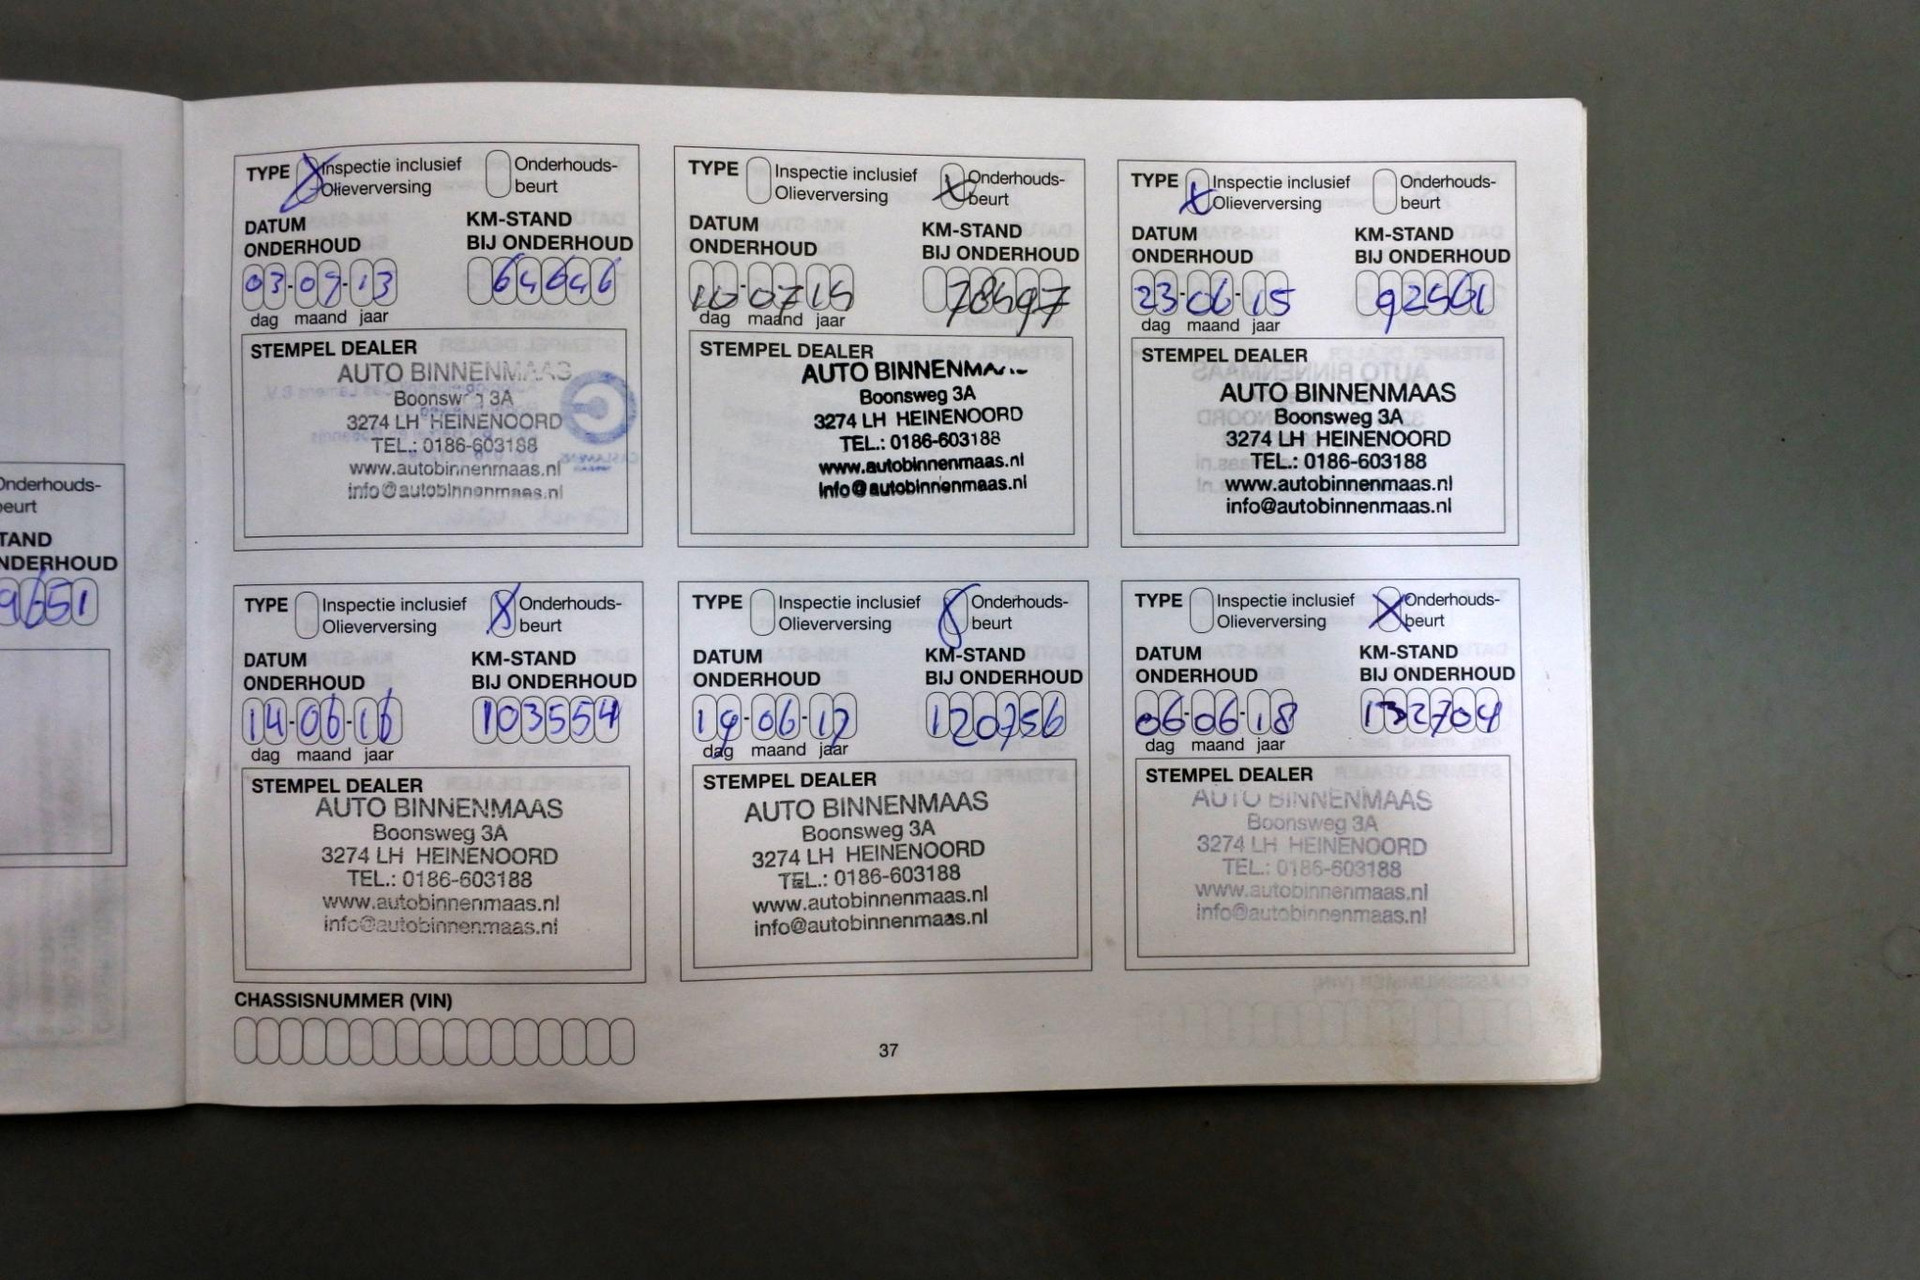 Onderhouds-
beurt
TAND
NDERHOUD
9651
TYPE Inspectie inclusief Onderhouds-
Olieverversing beurt
DATUM KM-STAND
ONDERHOUD BIJ ONDERHOUD
03-09-13 64646
dag maand jaar
STEMPEL DEALER
AUTO BINNENMAAS
Boonsweg 3A
3274 LH HEINENOORD
TEL.: 0186-603188
www.autobinnenmaas.nl
info@autobinnenmaas.nl
TYPE Inspectie inclusief Onderhouds-
Olieverversing beurt
DATUM KM-STAND
ONDERHOUD BIJ ONDERHOUD
dag maand jaar
STEMPEL DEALER
AUTO BINNENMAAS
Boonsweg 3A
3274 LH HEINENOORD
TEL.: 0186-603188
www.autobinnenmaas.nl
info@autobinnenmaas.nl
TYPE Inspectie inclusief Onderhouds-
Olieverversing beurt
DATUM KM-STAND
ONDERHOUD BIJ ONDERHOUD
23-06-15 92561
dag maand jaar
STEMPEL DEALER
AUTO BINNENMAAS
Boonsweg 3A
3274 LH HEINENOORD
TEL.: 0186-603188
www.autobinnenmaas.nl
info@autobinnenmaas.nl
TYPE Inspectie inclusief Onderhouds-
Olieverversing beurt
DATUM KM-STAND
ONDERHOUD BIJ ONDERHOUD
14-06-16 103554
dag maand jaar
STEMPEL DEALER
AUTO BINNENMAAS
Boonsweg 3A
3274 LH HEINENOORD
TEL.: 0186-603188
www.autobinnenmaas.nl
info@autobinnenmaas.nl
TYPE Inspectie inclusief Onderhouds-
Olieverversing beurt
DATUM KM-STAND
ONDERHOUD BIJ ONDERHOUD
19-06-17 120756
dag maand jaar
STEMPEL DEALER
AUTO BINNENMAAS
Boonsweg 3A
3274 LH HEINENOORD
TEL.: 0186-603188
www.autobinnenmaas.nl
info@autobinnenmaas.nl
TYPE Inspectie inclusief Onderhouds-
Olieverversing beurt
DATUM KM-STAND
ONDERHOUD BIJ ONDERHOUD
06-06-18 132704
dag maand jaar
STEMPEL DEALER
AUTO BINNENMAAS
Boonsweg 3A
3274 LH HEINENOORD
TEL.: 0186-603188
www.autobinnenmaas.nl
info@autobinnenmaas.nl
CHASSISNUMMER (VIN)
37